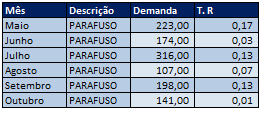 Mês Descrição Demanda T. R
Maio PARAFUSO 223,00 0,17
Junho PARAFUSO 174,00 0,03
Julho PARAFUSO 316,00 0,13
Agosto PARAFUSO 107,00 0,07
Setembro PARAFUSO 198,00 0,13
Outubro PARAFUSO 141,00 0,01